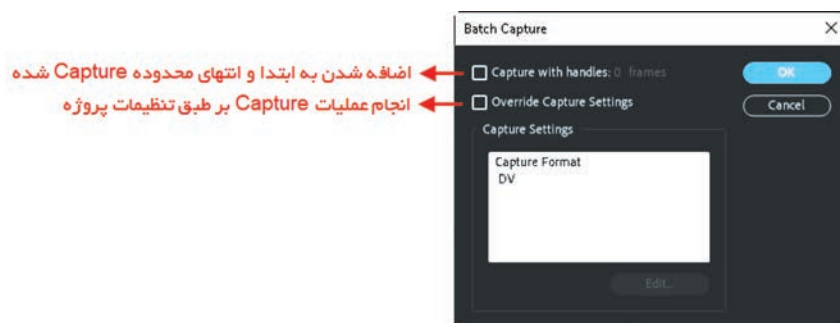 Batch Capture
اضافه شدن به ابتدا و انتهای محدوده Capture شده
Capture with handles: 0 frames
OK
انجام عملیات Capture بر طبق تنظیمات پروژه
Override Capture Settings
Cancel
Capture Settings
Capture Format
DV
Edit...